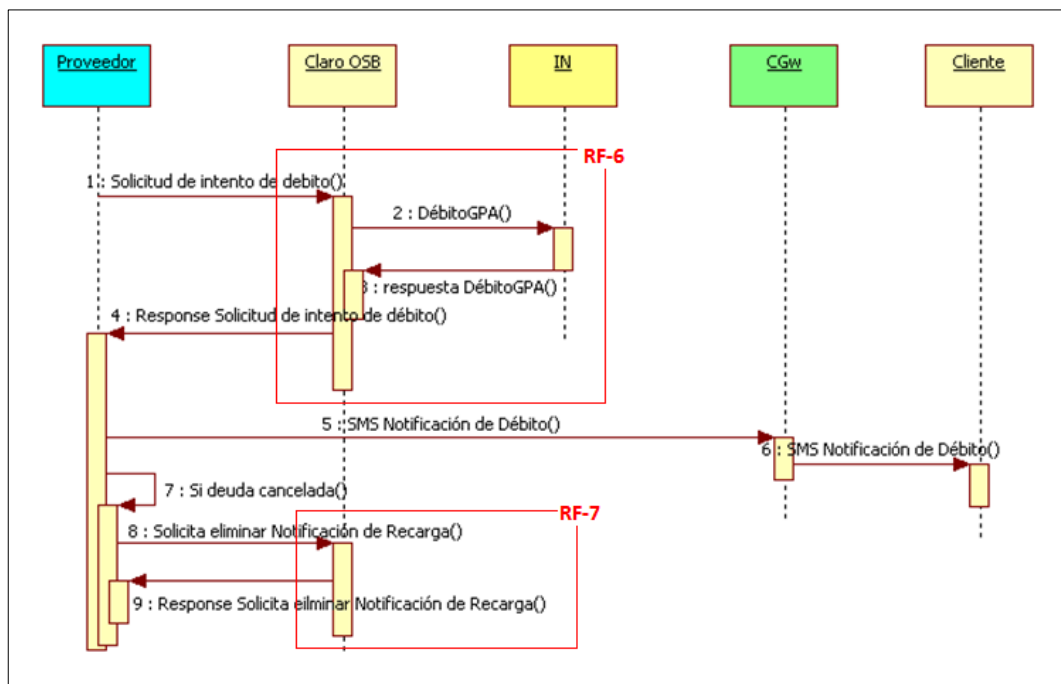 Proveedor
Claro OSB
IN
CGw
Cliente
RF-6
1 : Solicitud de intento de debito()
2 : DébitoGPA()
3 : respuesta DébitoGPA()
4 : Response Solicitud de intento de débito()
5 : SMS Notificación de Débito()
6 : SMS Notificación de Débito()
7 : Si deuda cancelada()
RF-7
8 : Solicita eliminar Notificación de Recarga()
9 : Response Solicita eilminar Notificación de Recarga()